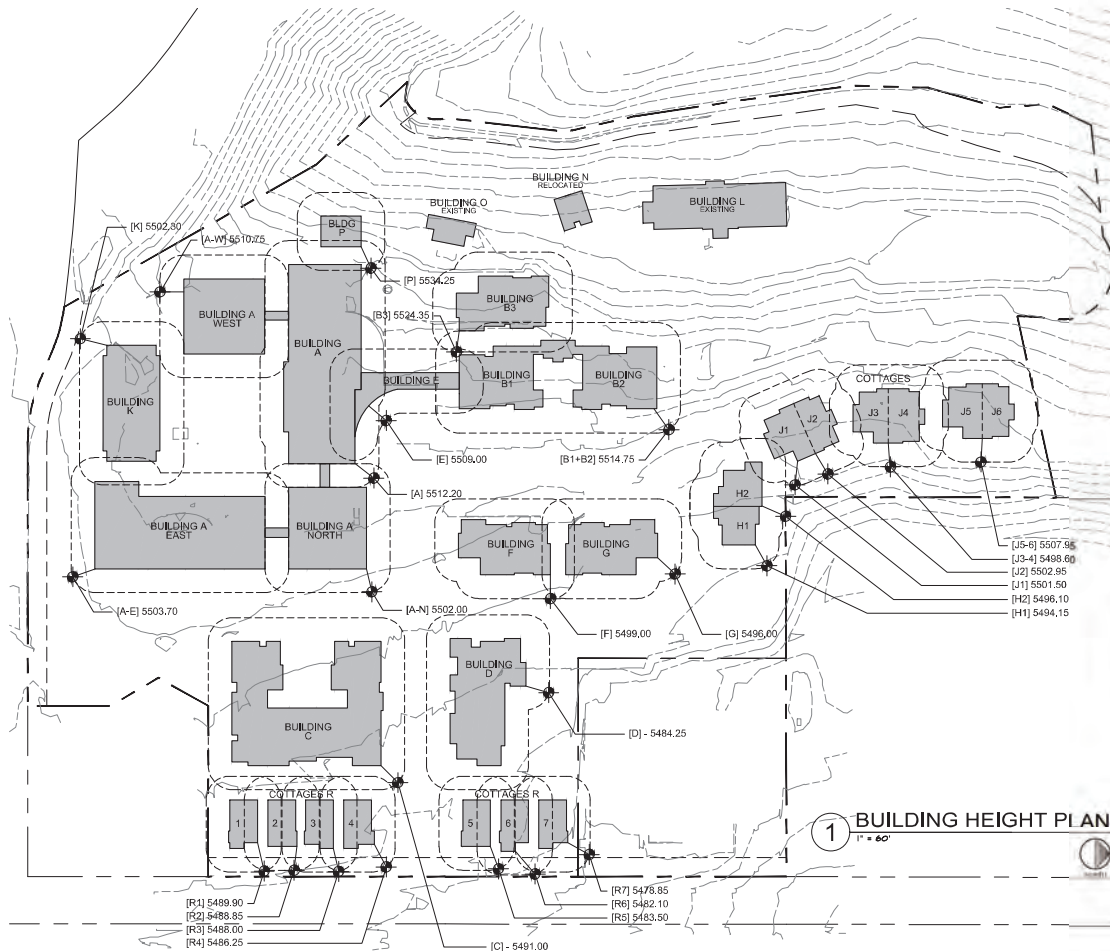 BUILDING N
RELOCATED
BUILDING L
EXISTING
BUILDING O
EXISTING
BLDG
P
[K] 5502.30
[A-W] 5510.75
[P] 5534.25
BUILDING
B3
BUILDING A
WEST
[B3] 5524.35
BUILDING
A
BUILDING E
BUILDING
B1
BUILDING
B2
COTTAGES
BUILDING
K
J1
J2
J3
J4
J5
J6
[E] 5509.00
[B1+B2] 5514.75
[A] 5512.20
H2
H1
BUILDING A
EAST
BUILDING A
NORTH
BUILDING
F
BUILDING
G
[J5-6] 5507.95
[J3-4] 5498.60
[J2] 5502.95
[J1] 5501.50
[H2] 5496.10
[H1] 5494.15
[A-E] 5503.70
[A-N] 5502.00
[F] 5499.00
[G] 5496.00
BUILDING
D
BUILDING
C
[D] - 5484.25
COTTAGES R
COTTAGES R
1
2
3
4
5
6
7
1
BUILDING HEIGHT PLAN
1" = 60'
[R1] 5489.90
[R2] 5488.85
[R3] 5488.00
[R4] 5486.25
[R7] 5478.85
[R6] 5482.10
[R5] 5483.50
[C] - 5491.00